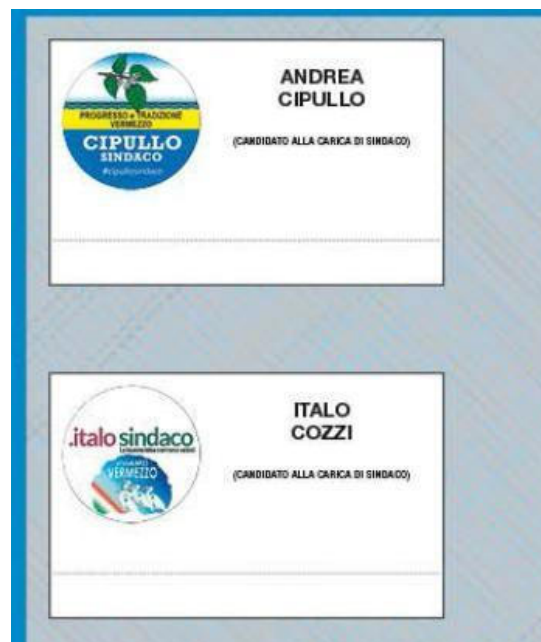 PROGRESSO e TRADIZIONE
VERMEZZO
CIPULLO
SINDACO
#cipullosindaco
ANDREA
CIPULLO
(CANDIDATO ALLA CARICA DI SINDACO)
.italo sindaco
VERMEZZO
ITALO
COZZI
(CANDIDATO ALLA CARICA DI SINDACO)